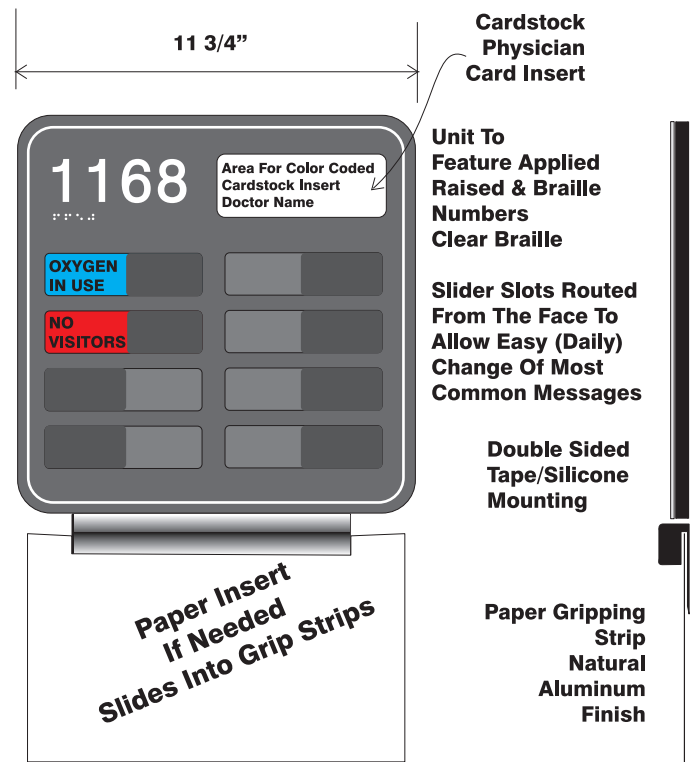 11 3/4”
Cardstock
Physician
Card Insert
1168
Area For Color Coded
Cardstock Insert
Doctor Name
Unit To
Feature Applied
Raised & Braille
Numbers
Clear Braille
OXYGEN
IN USE
NO
VISITORS
Slider Slots Routed
From The Face To
Allow Easy (Daily)
Change Of Most
Common Messages
Double Sided
Tape/Silicone
Mounting
Paper Insert
If Needed
Slides Into Grip Strips
Paper Gripping
Strip
Natural
Aluminum
Finish